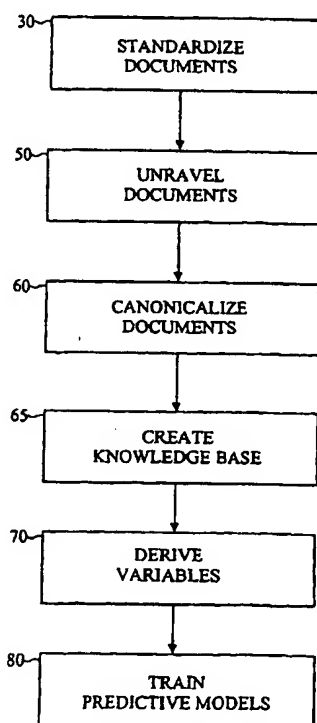 30
STANDARDIZE
DOCUMENTS
50
UNRAVEL
DOCUMENTS
60
CANONICALIZE
DOCUMENTS
65
CREATE
KNOWLEDGE BASE
70
DERIVE
VARIABLES
80
TRAIN
PREDICTIVE MODELS